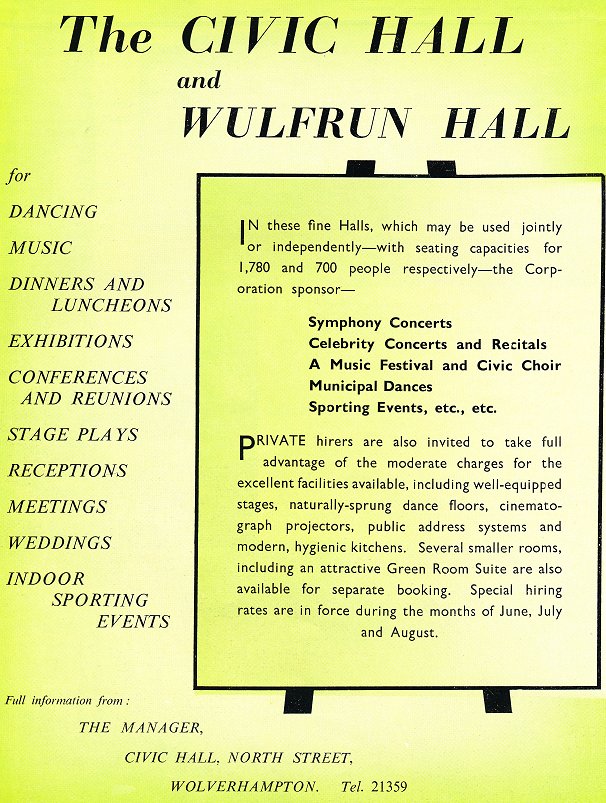 The CIVIC HALL
and
WULFRUN HALL
for
DANCING
MUSIC
DINNERS AND
LUNCHEONS
EXHIBITIONS
CONFERENCES
AND REUNIONS
STAGE PLAYS
RECEPTIONS
MEETINGS
WEDDINGS
INDOOR
SPORTING
EVENTS
IN these fine Halls, which may be used jointly
or independently—with seating capacities for
1,780 and 700 people respectively—the Corp-
oration sponsor—
Symphony Concerts
Celebrity Concerts and Recitals
A Music Festival and Civic Choir
Municipal Dances
Sporting Events, etc., etc.
PRIVATE hirers are also invited to take full
advantage of the moderate charges for the
excellent facilities available, including well-equipped
stages, naturally-sprung dance floors, cinemato-
graph projectors, public address systems and
modern, hygienic kitchens. Several smaller rooms,
including an attractive Green Room Suite are also
available for separate booking. Special hiring
rates are in force during the months of June, July
and August.
Full information from :
THE MANAGER,
CIVIC HALL, NORTH STREET,
WOLVERHAMPTON. Tel. 21359